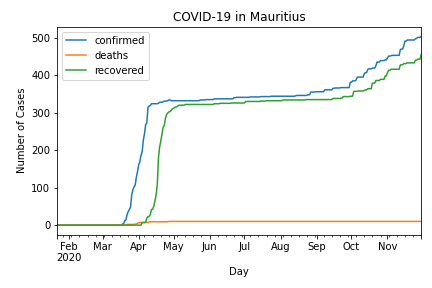 COVID-19 in Mauritius
confirmed
deaths
recovered
Number of Cases
500
400
300
200
100
0
Feb Mar Apr May Jun Jul Aug Sep Oct Nov
2020
Day